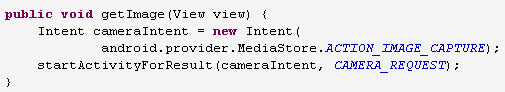 public void getImage(View view) {
    Intent cameraIntent = new Intent(
            android.provider.MediaStore.ACTION_IMAGE_CAPTURE);
    startActivityForResult(cameraIntent, CAMERA_REQUEST);
}